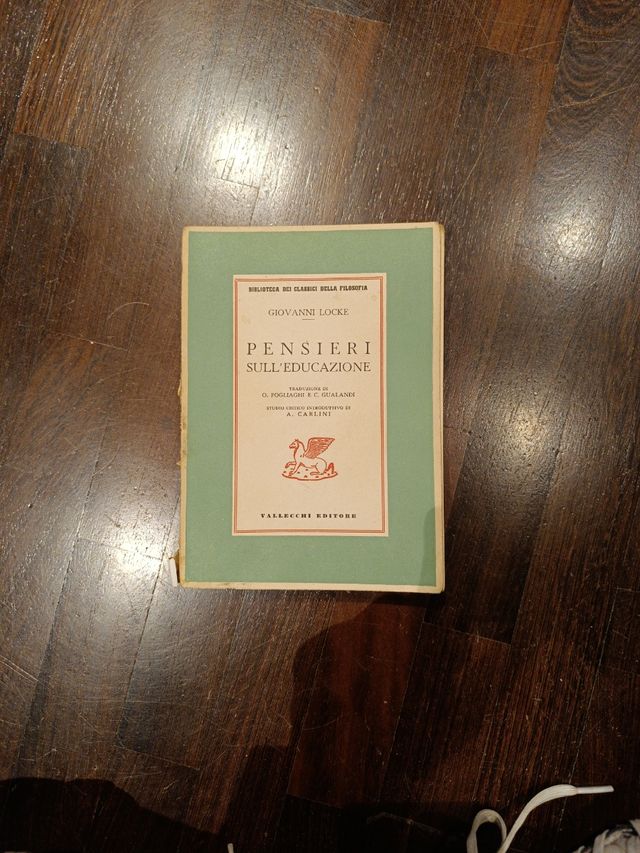 BIBLIOTECA DEI CLASSICI DELLA FILOSOFIA
GIOVANNI LOCKE
PENSIERI
SULL'EDUCAZIONE
TRADUZIONE DI
O. FOGLIAGHI E C. GUALANDI
STUDIO CRITICO INTRODUTTIVO DI
A. CARLINI
VALLECCHI EDITORE